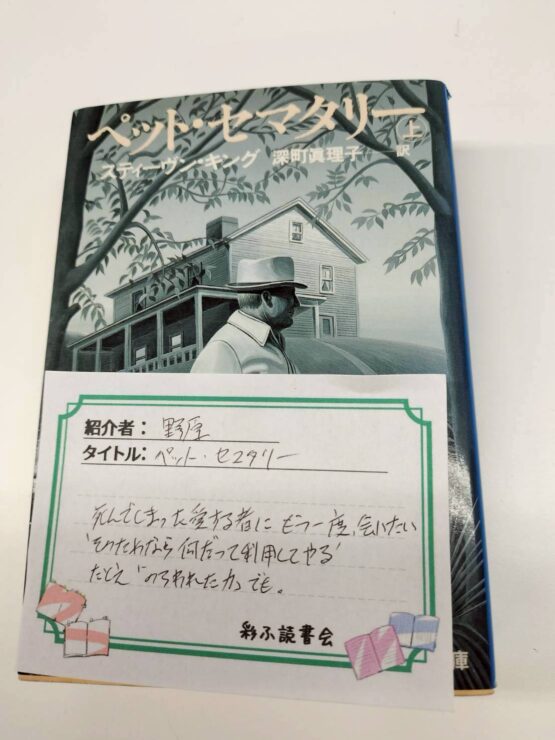 ペット・セマタリー 上
スティーヴン・キング 深町眞理子 訳
紹介者： 野屋
タイトル： ペット・セマタリー
死んでしまった愛する者に もう一度、会いたい
'そのためなら何だって利用してやる'
たとえ「のろわれた力」でも。
彩ふ読書会
庫